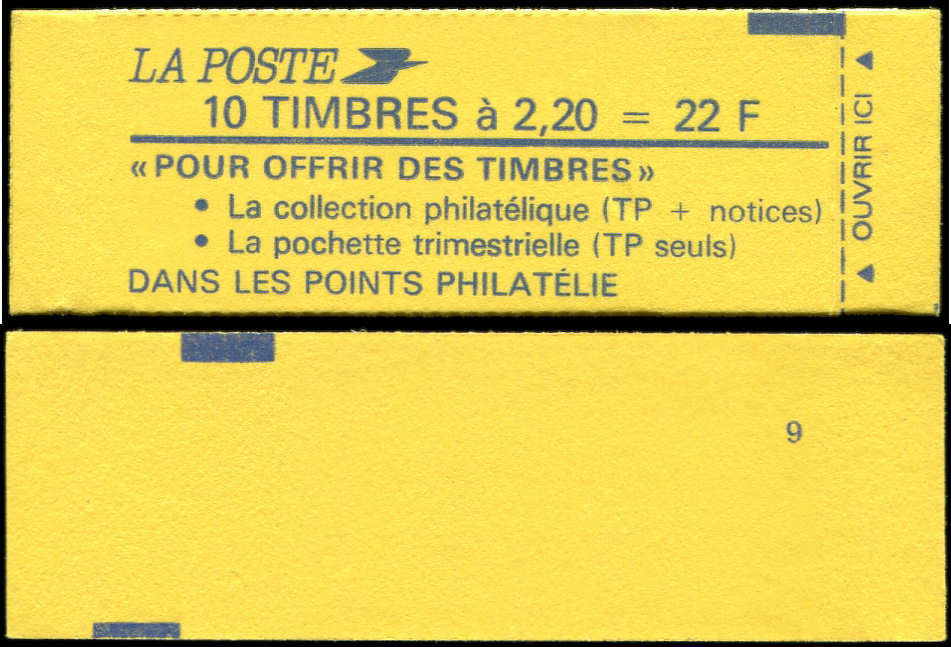 LA POSTE
10 TIMBRES à 2,20 = 22 F
«POUR OFFRIR DES TIMBRES»
• La collection philatélique (TP + notices)
• La pochette trimestrielle (TP seuls)
DANS LES POINTS PHILATÉLIE
▲ OUVRIR ICI ▲
9